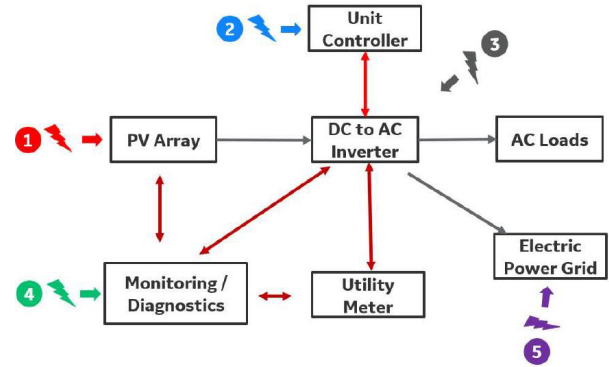 Unit
Controller
2
3
1
PV Array
DC to AC
Inverter
AC Loads
Electric
Power Grid
4
Monitoring /
Diagnostics
Utility
Meter
5